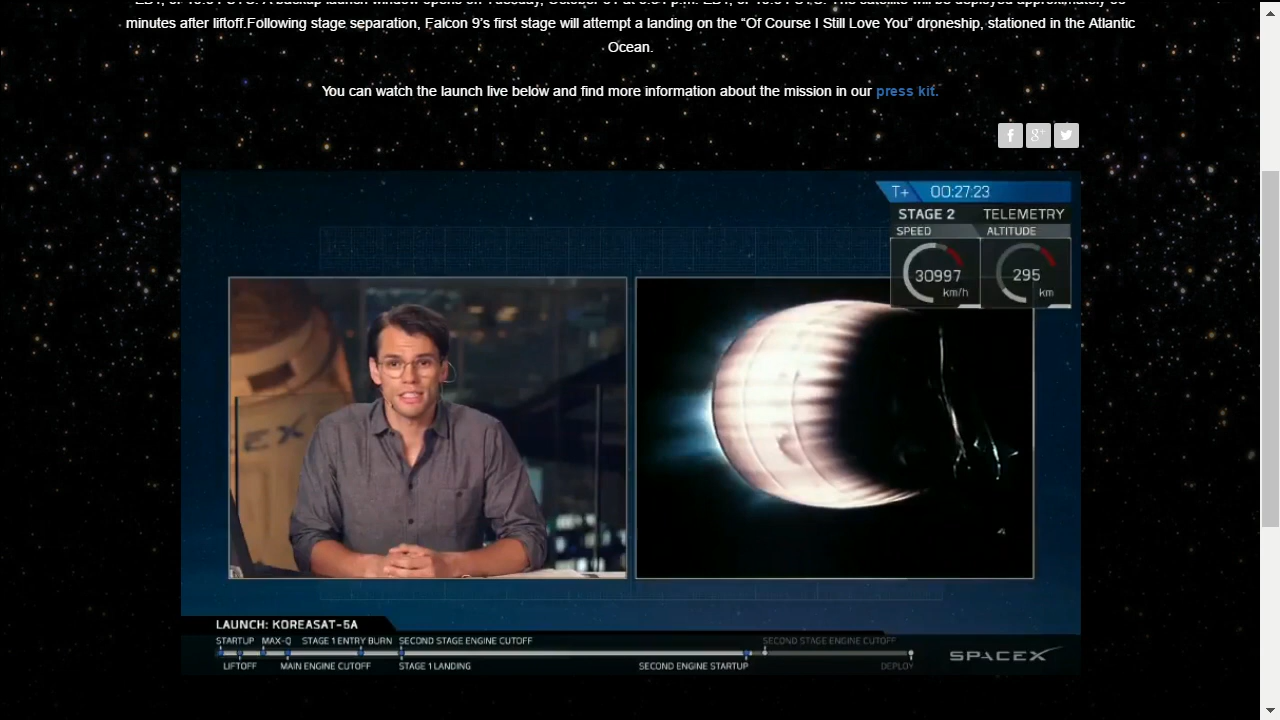 minutes after liftoff.Following stage separation, Falcon 9's first stage will attempt a landing on the "Of Course I Still Love You" droneship, stationed in the Atlantic
Ocean.
You can watch the launch live below and find more information about the mission in our press kit.
f g+
T+ 00:27:23
STAGE 2 TELEMETRY
SPEED ALTITUDE
30997 295
km/h km
EX
LAUNCH: KOREASAT-5A
STARTUP MAX-Q STAGE 1 ENTRY BURN SECOND STAGE ENGINE CUTOFF SECOND STAGE ENGINE CUTOFF
LIFTOFF MAIN ENGINE CUTOFF STAGE 1 LANDING SECOND ENGINE STARTUP DEPLOY
SPACEX